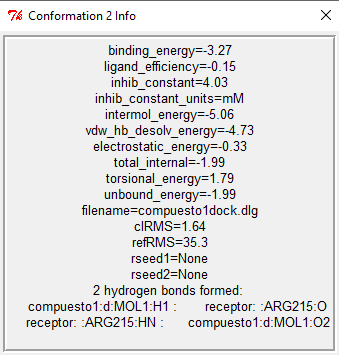 Conformation 2 Info
binding_energy=-3.27
ligand_efficiency=-0.15
inhib_constant=4.03
inhib_constant_units=mM
intermol_energy=-5.06
vdw_hb_desolv_energy=-4.73
electrostatic_energy=-0.33
total_internal=-1.99
torsional_energy=1.79
unbound_energy=-1.99
filename=compuesto1dock.dlg
clRMS=1.64
refRMS=35.3
rseed1=None
rseed2=None
2 hydrogen bonds formed:
compuesto1:d:MOL1:H1 : receptor: :ARG215:O
receptor: :ARG215:HN : compuesto1:d:MOL1:O2